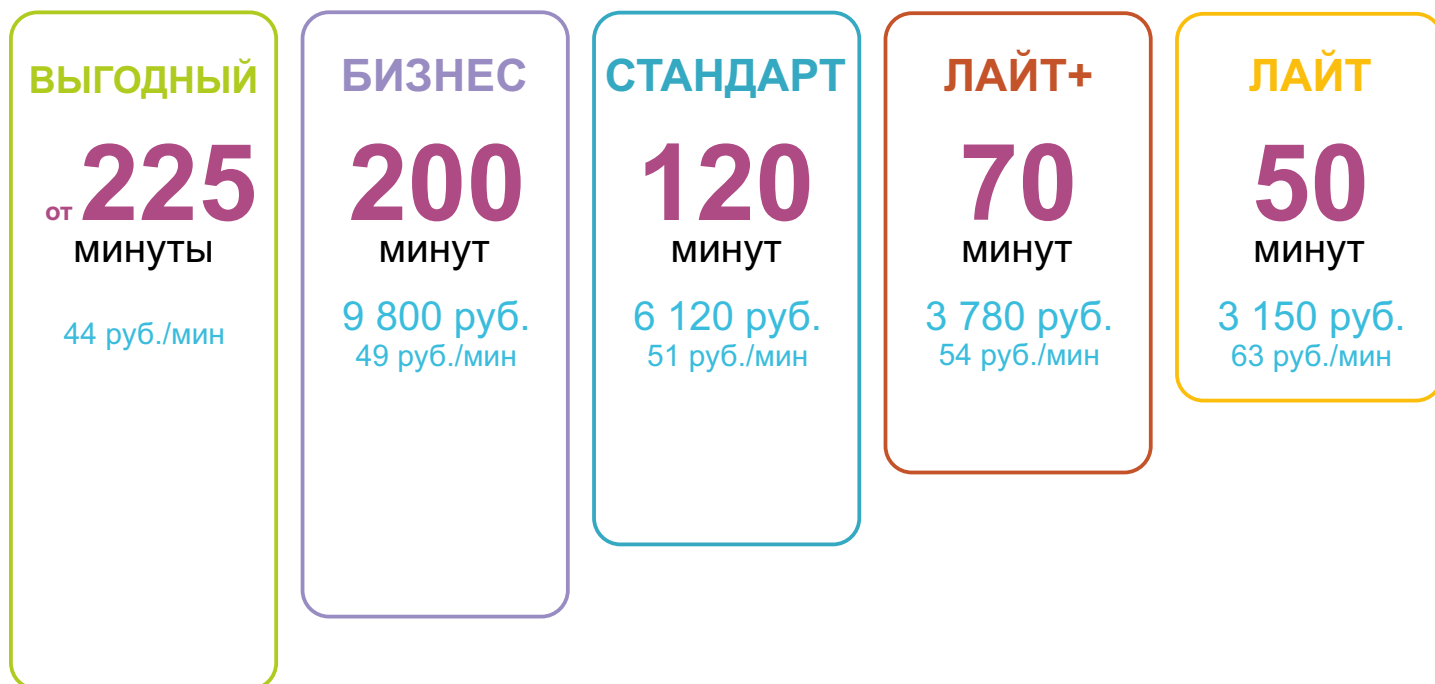 ВЫГОДНЫЙ
от 225
минуты
44 руб./мин
БИЗНЕС
200
минут
9 800 руб.
49 руб./мин
СТАНДАРТ
120
минут
6 120 руб.
51 руб./мин
ЛАЙТ+
70
минут
3 780 руб.
54 руб./мин
ЛАЙТ
50
минут
3 150 руб.
63 руб./мин